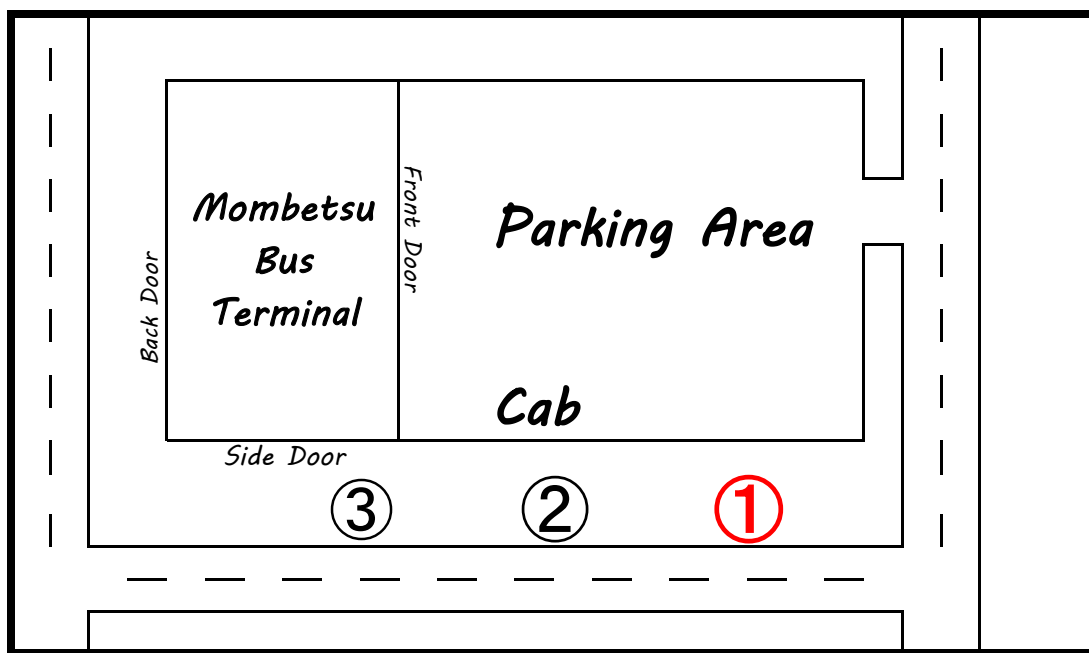 Mombetsu
Bus
Terminal
Front Door
Parking Area
Back Door
Cab
Side Door
③
②
①